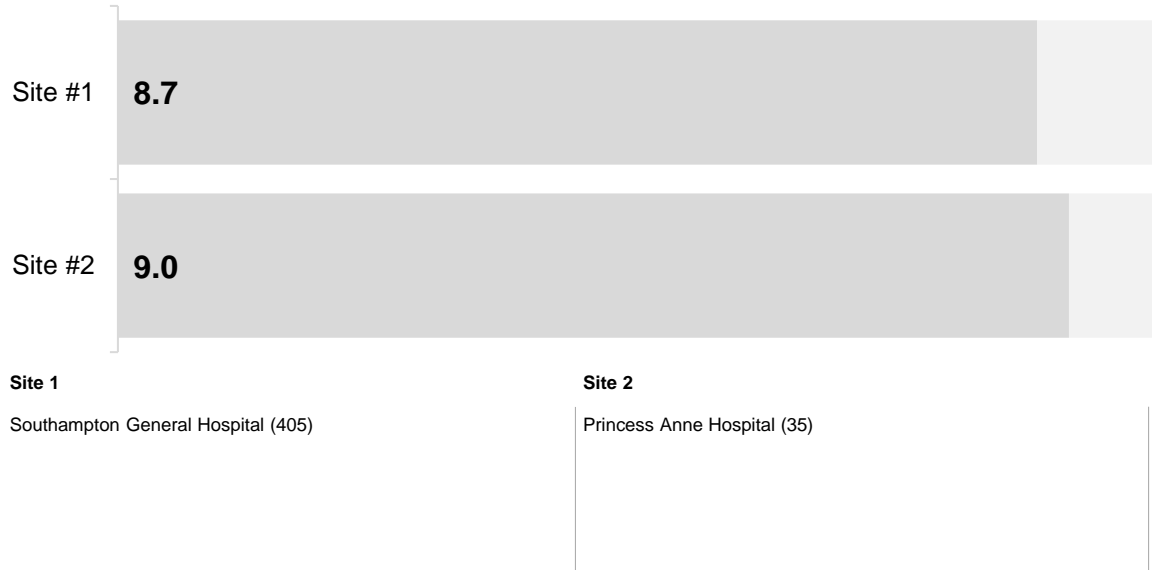 Site #1 8.7
Site #2 9.0
Site 1 Site 2
Southampton General Hospital (405) Princess Anne Hospital (35)